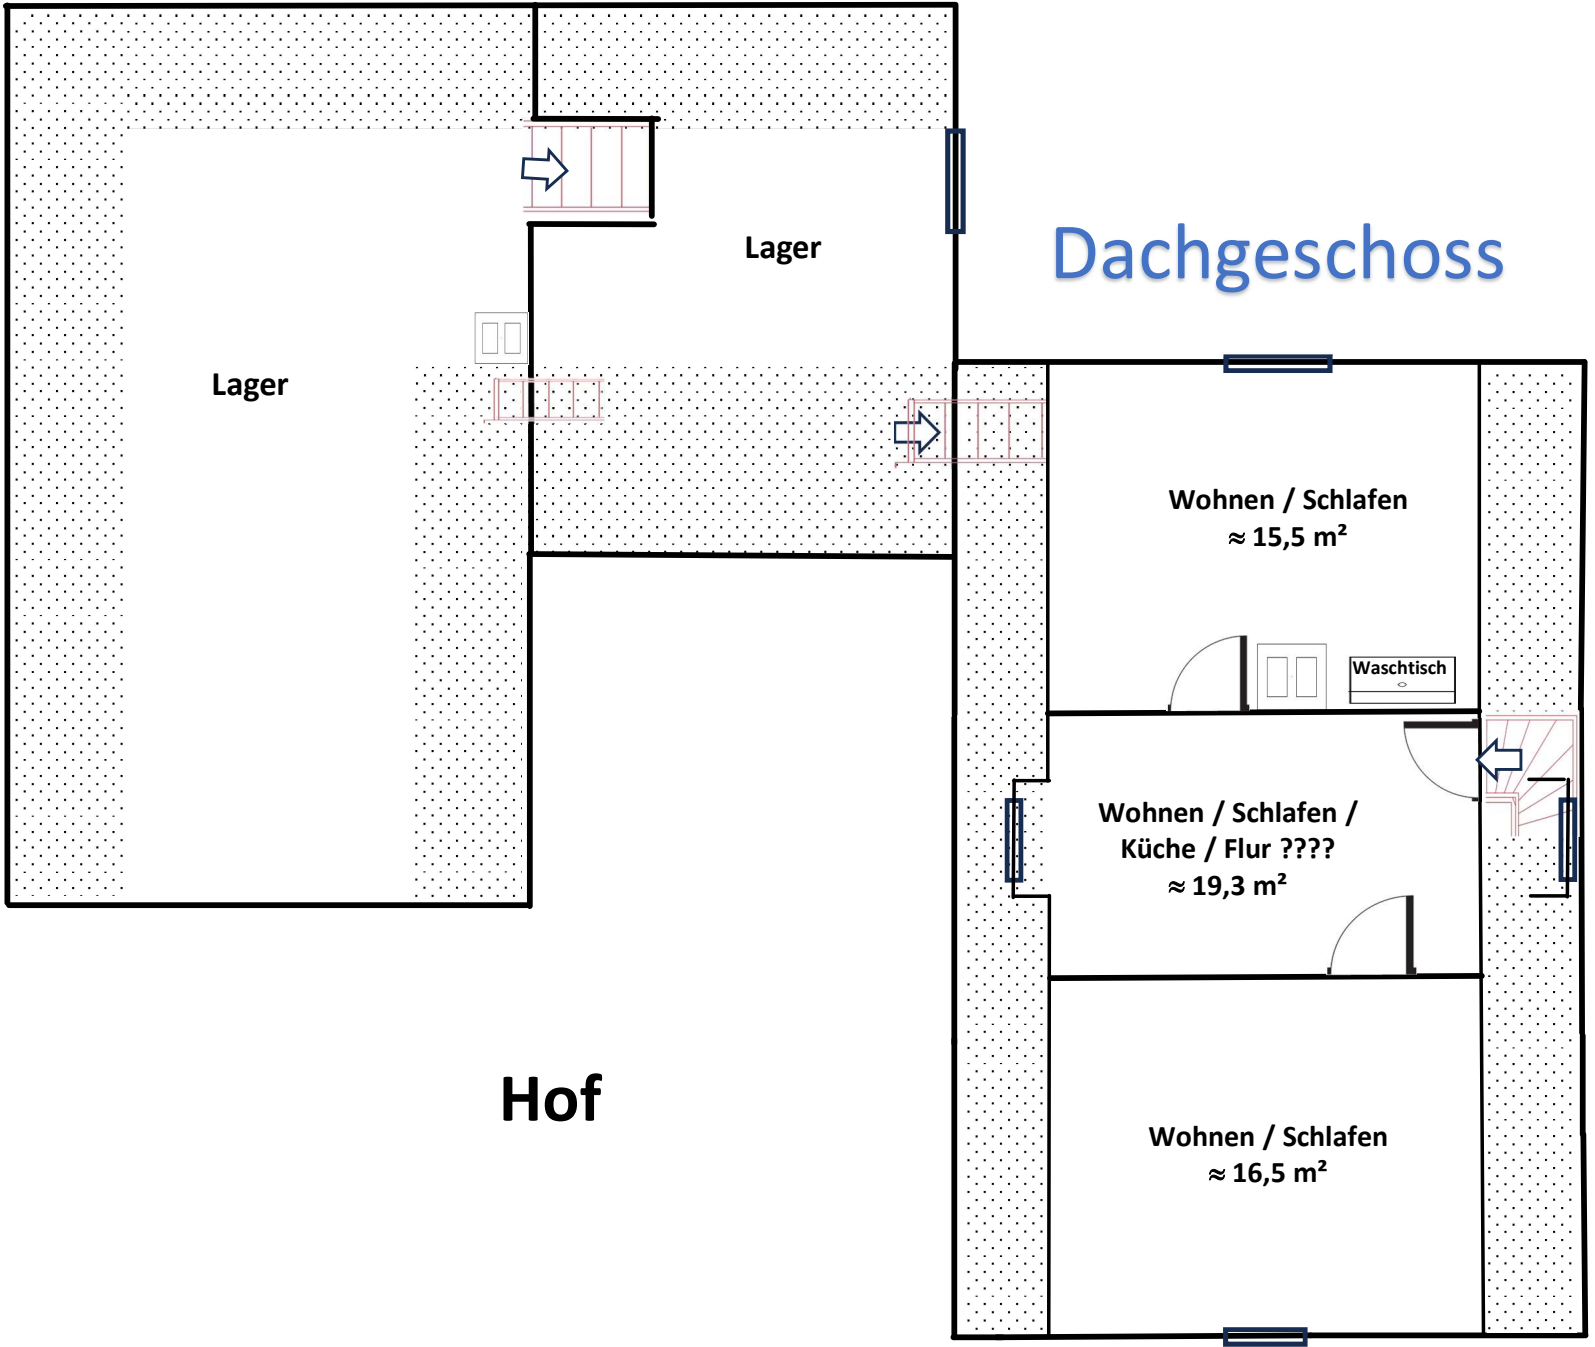 Dachgeschoss
Lager
Lager
Wohnen / Schlafen
≈ 15,5 m²
Waschtisch
Wohnen / Schlafen /
Küche / Flur ????
≈ 19,3 m²
Hof
Wohnen / Schlafen
≈ 16,5 m²